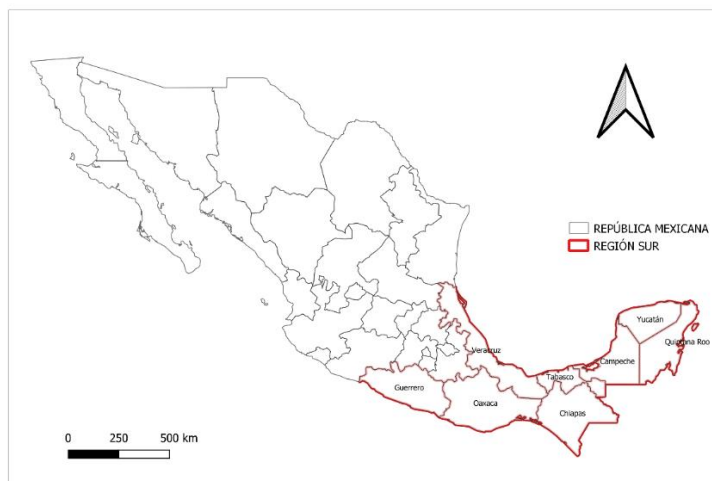 REPÚBLICA MEXICANA
REGIÓN SUR
Yucatán
Quintana Roo
Veracruz
Campeche
Tabasco
Guerrero
Oaxaca
Chiapas
0 250 500 km